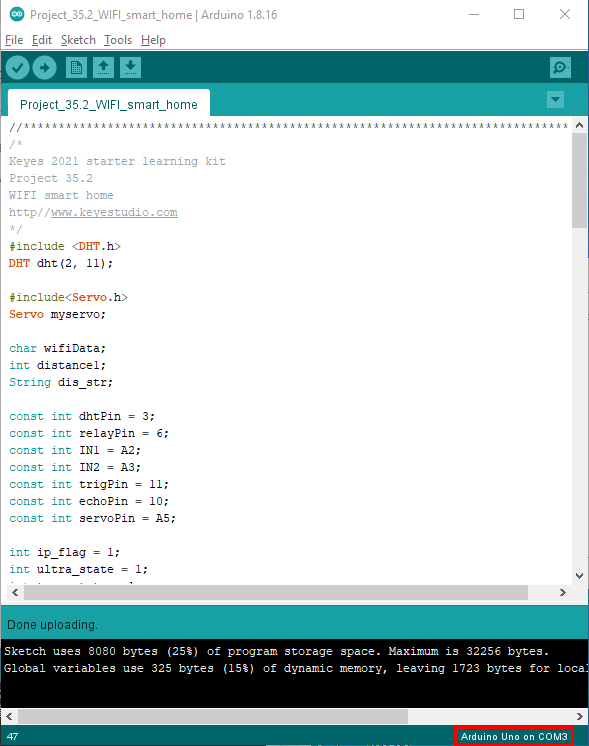 Project_35.2_WIFI_smart_home | Arduino 1.8.16
File Edit Sketch Tools Help
Project_35.2_WIFI_smart_home
//******************************************************************************
/*
Keyes 2021 starter learning kit
Project 35.2
WIFI smart home
http//www.keyestudio.com
*/
#include <DHT.h>
DHT dht(2, 11);
#include<Servo.h>
Servo myservo;
char wifiData;
int distance1;
String dis_str;
const int dhtPin = 3;
const int relayPin = 6;
const int IN1 = A2;
const int IN2 = A3;
const int trigPin = 11;
const int echoPin = 10;
const int servoPin = A5;
int ip_flag = 1;
int ultra_state = 1;
Done uploading.
Sketch uses 8080 bytes (25%) of program storage space. Maximum is 32256 bytes.
Global variables use 325 bytes (15%) of dynamic memory, leaving 1723 bytes for loca
47
Arduino Uno on COM3